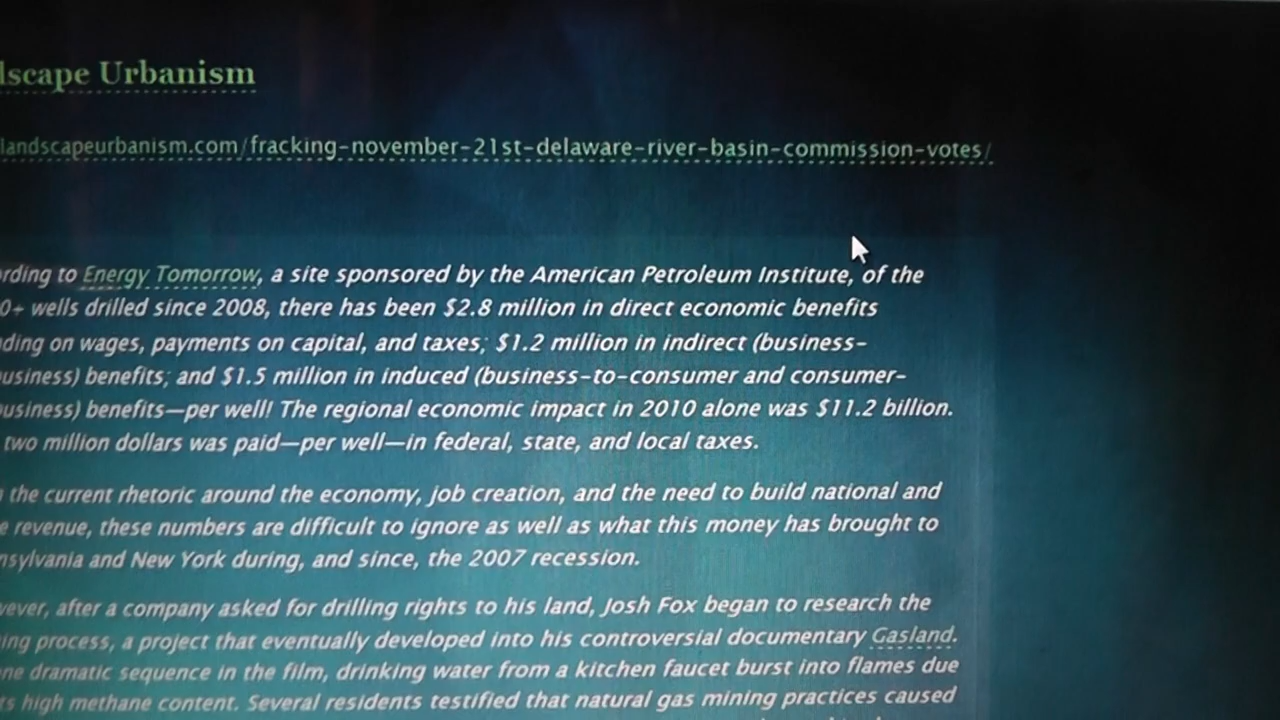 dscape Urbanism
landscapeurbanism.com/fracking-november-21st-delaware-river-basin-commission-votes/
rding to Energy Tomorrow, a site sponsored by the American Petroleum Institute, of the
0+ wells drilled since 2008, there has been $2.8 million in direct economic benefits
ding on wages, payments on capital, and taxes; $1.2 million in indirect (business-
usiness) benefits; and $1.5 million in induced (business-to-consumer and consumer-
usiness) benefits—per well! The regional economic impact in 2010 alone was $11.2 billion.
two million dollars was paid—per well—in federal, state, and local taxes.
the current rhetoric around the economy, job creation, and the need to build national and
e revenue, these numbers are difficult to ignore as well as what this money has brought to
nsylvania and New York during, and since, the 2007 recession.
ever, after a company asked for drilling rights to his land, Josh Fox began to research the
ing process, a project that eventually developed into his controversial documentary Gasland.
ne dramatic sequence in the film, drinking water from a kitchen faucet burst into flames due
ts high methane content. Several residents testified that natural gas mining practices caused